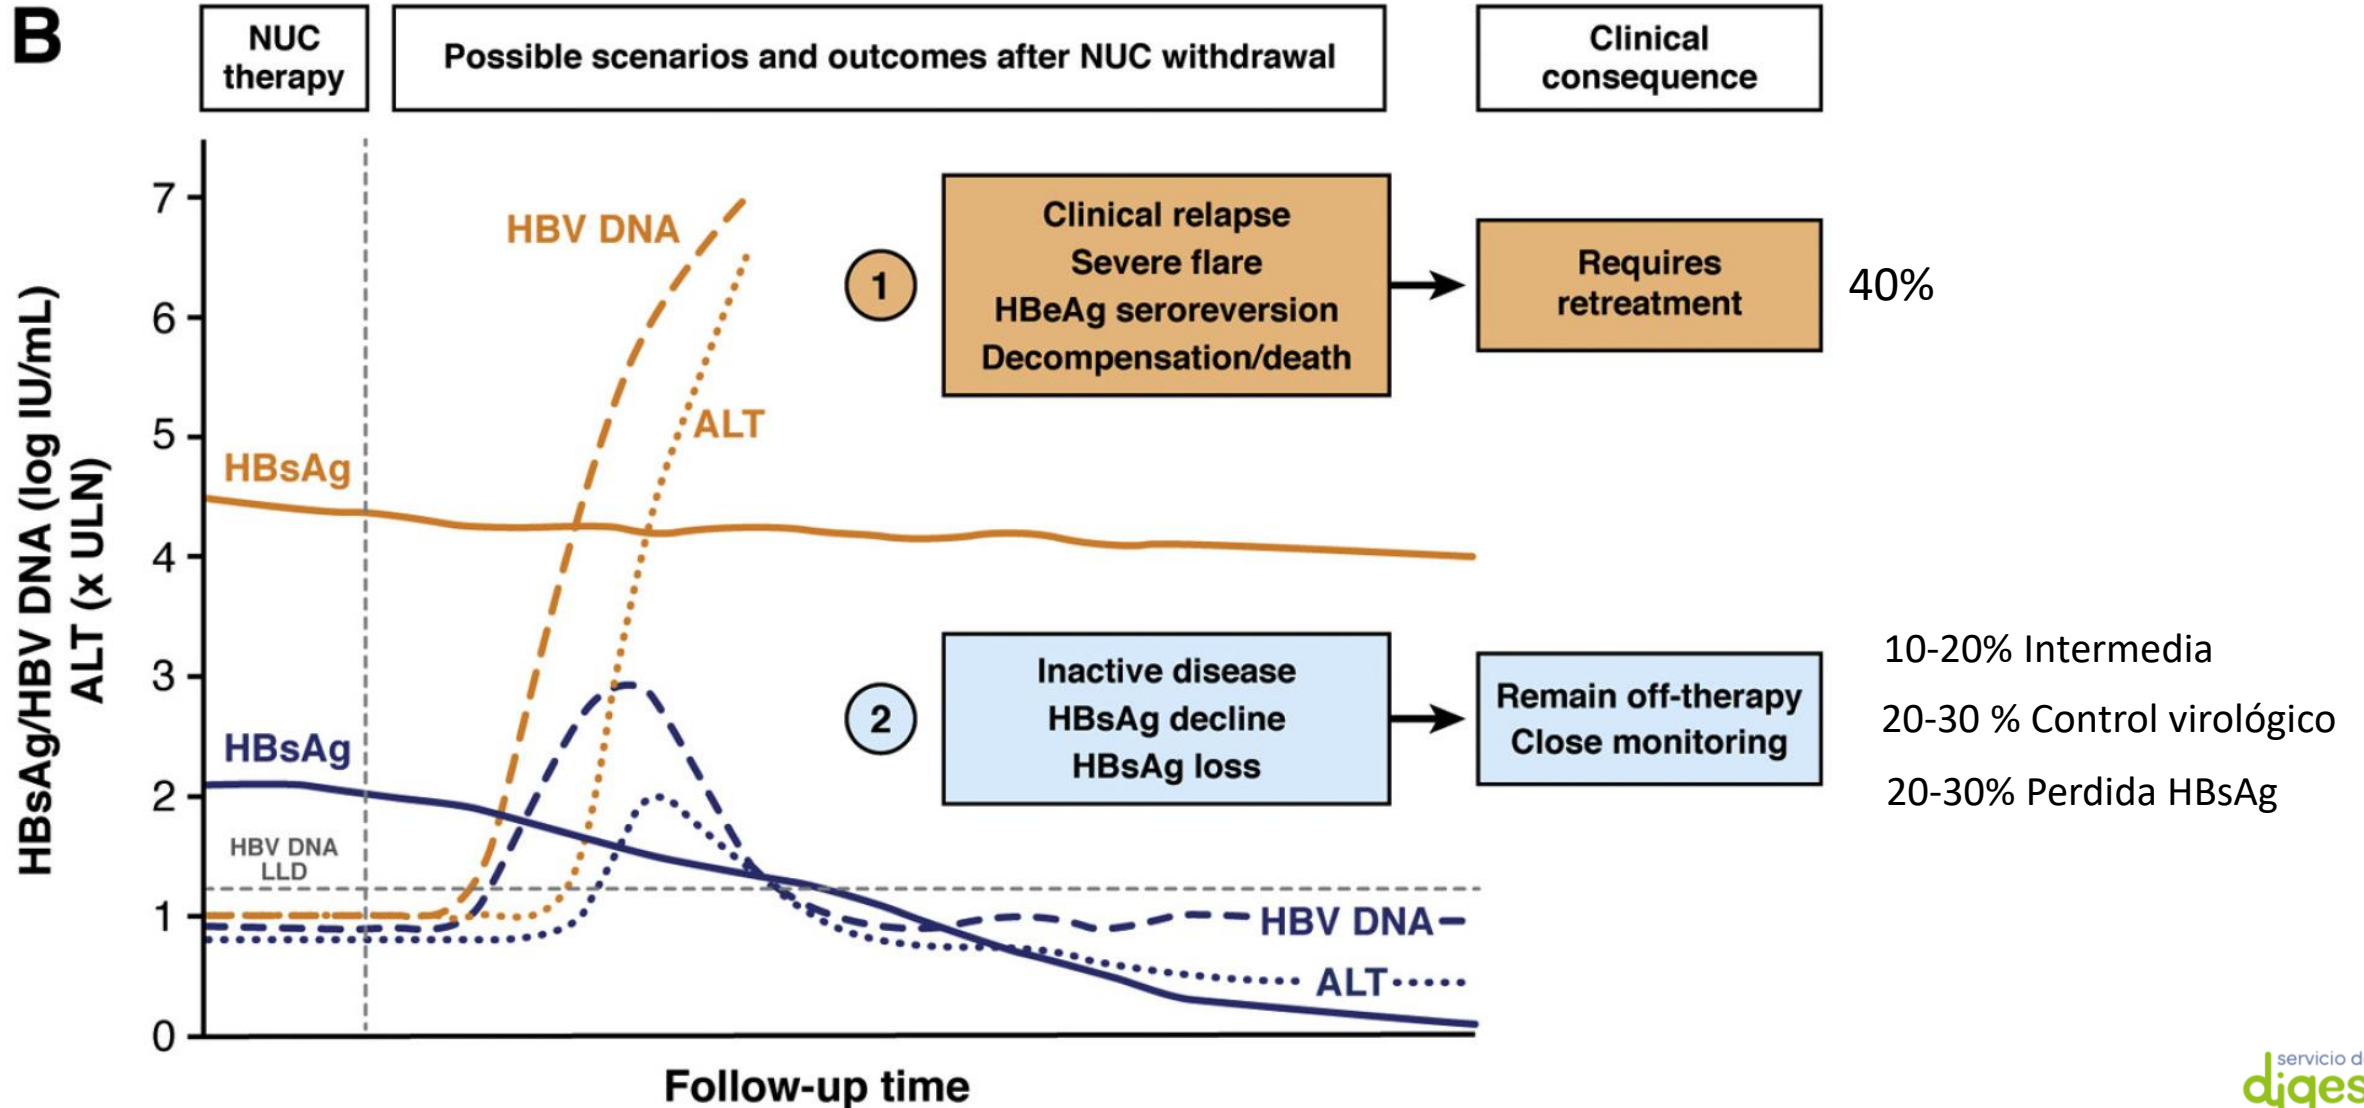 B
NUC
therapy
Possible scenarios and outcomes after NUC withdrawal
Clinical
consequence
HBsAg/HBV DNA (log IU/mL)
ALT (x ULN)
7
6
5
4
3
2
1
0
HBV DNA
ALT
HBsAg
HBsAg
HBV DNA
LLD
HBV DNA
ALT
1
Clinical relapse
Severe flare
HBeAg seroreversion
Decompensation/death
Requires
retreatment
40%
2
Inactive disease
HBsAg decline
HBsAg loss
Remain off-therapy
Close monitoring
10-20% Intermedia
20-30 % Control virológico
20-30% Perdida HBsAg
Follow-up time
servicio d
diges